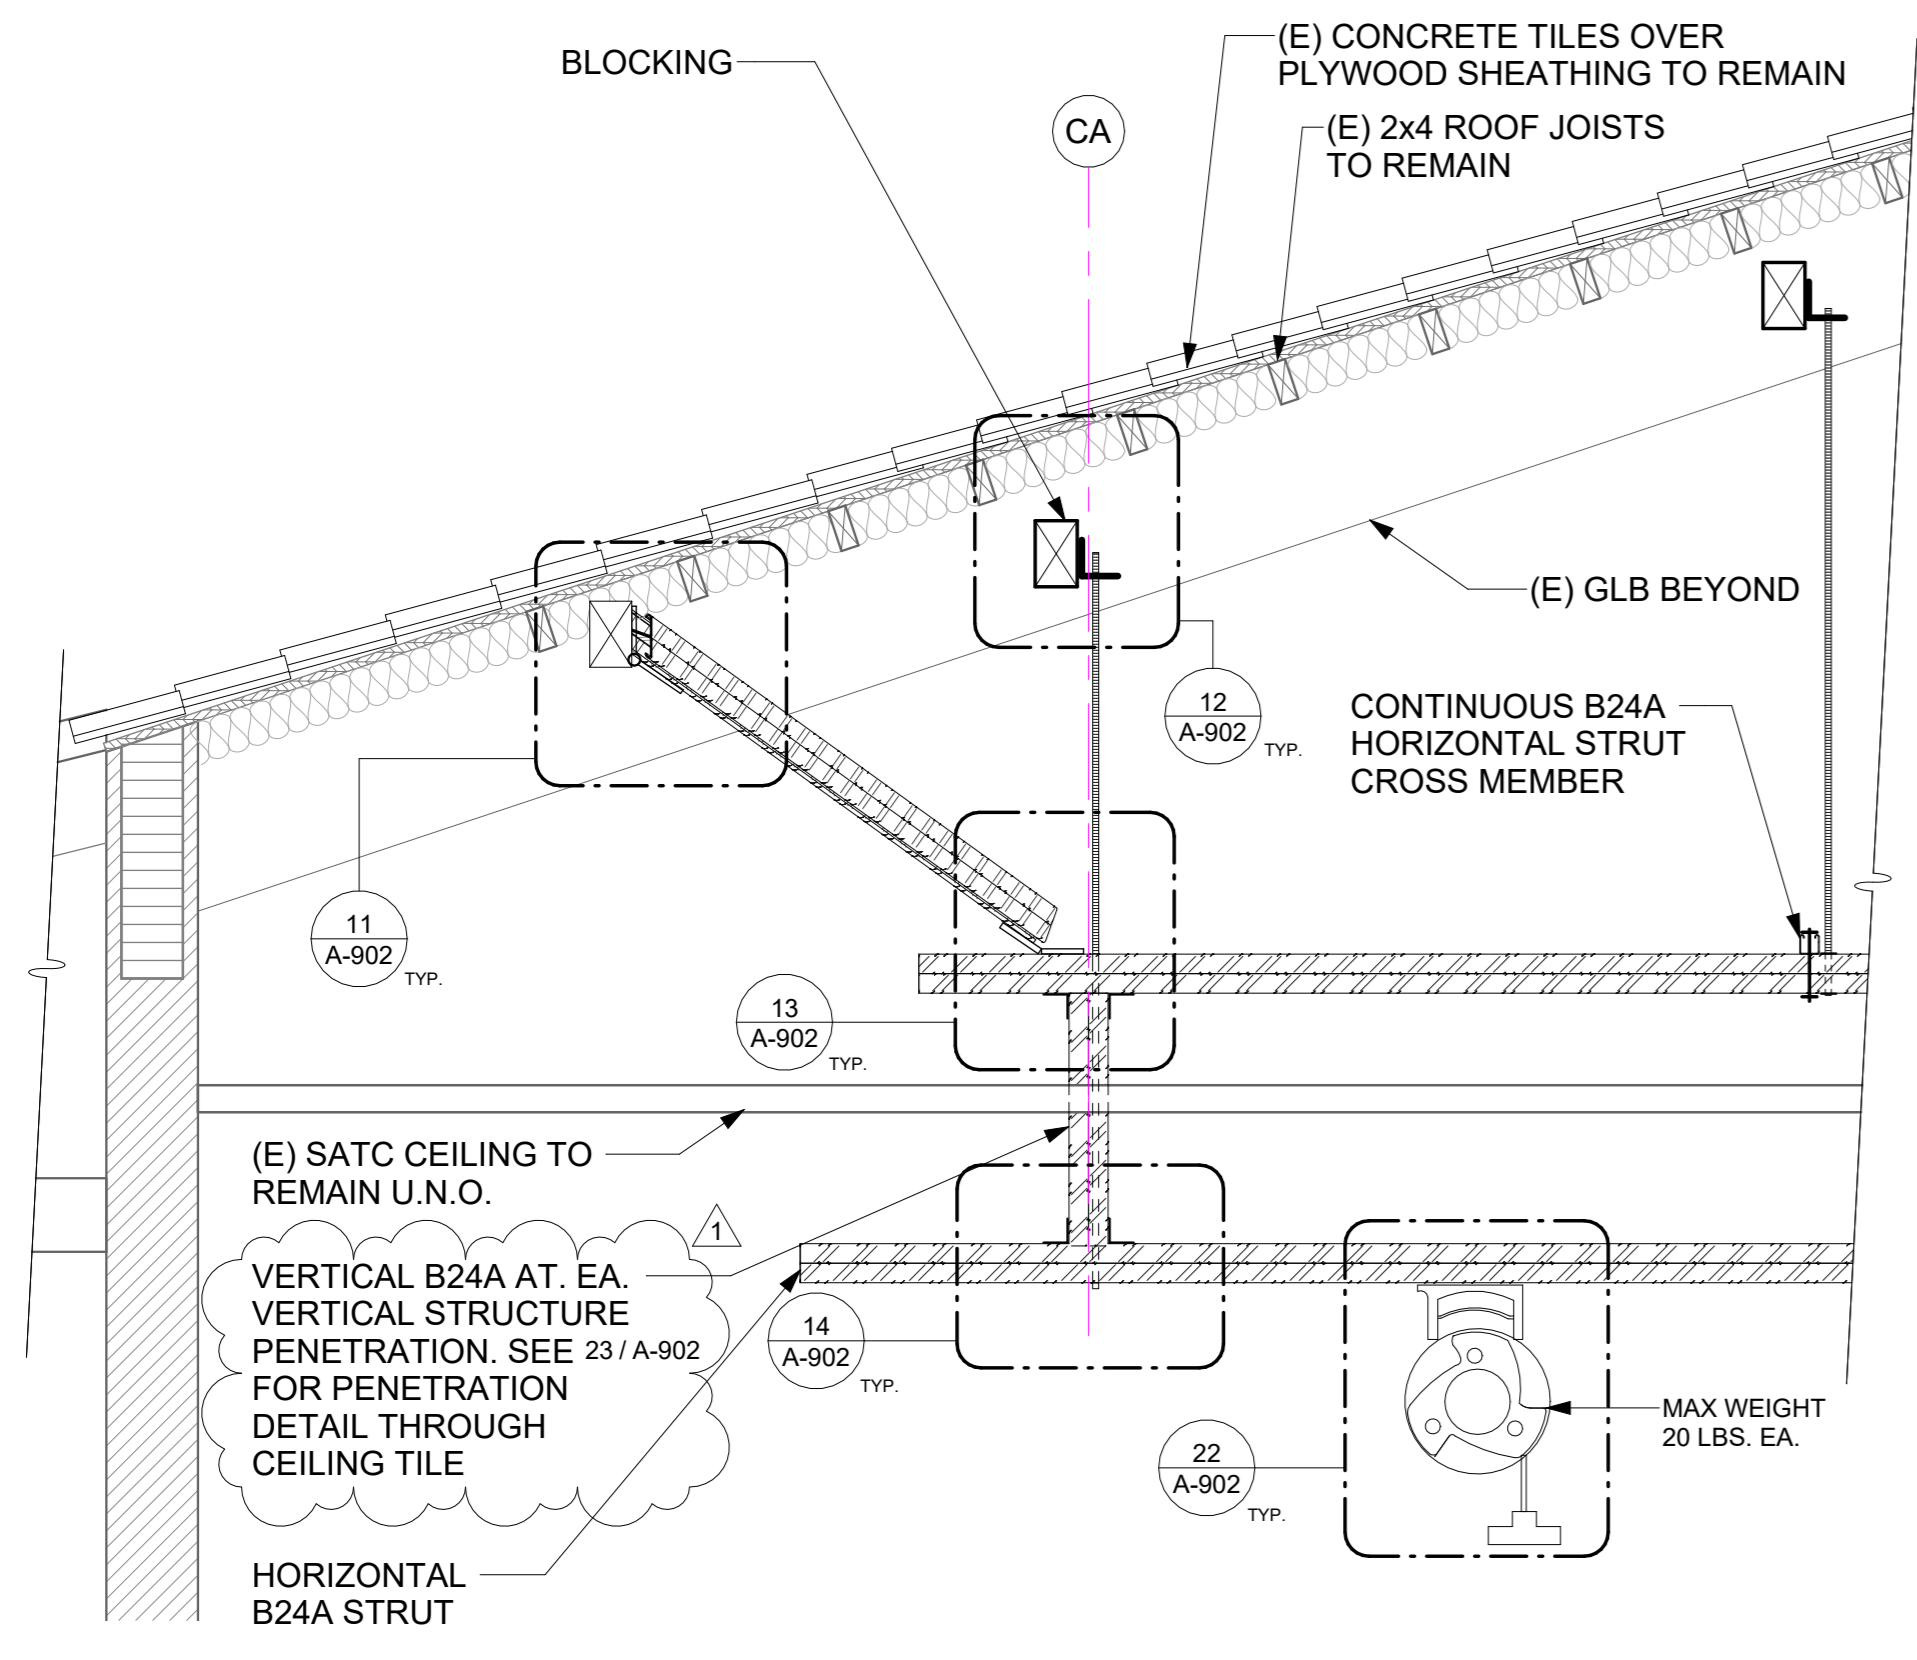 BLOCKING
(E) CONCRETE TILES OVER
PLYWOOD SHEATHING TO REMAIN
CA
(E) 2x4 ROOF JOISTS
TO REMAIN
(E) GLB BEYOND
12
A-902
TYP.
CONTINUOUS B24A
HORIZONTAL STRUT
CROSS MEMBER
11
A-902
TYP.
13
A-902
TYP.
(E) SATC CEILING TO
REMAIN U.N.O.
1
VERTICAL B24A AT. EA.
VERTICAL STRUCTURE
PENETRATION. SEE 23 / A-902
FOR PENETRATION
DETAIL THROUGH
CEILING TILE
14
A-902
TYP.
MAX WEIGHT
20 LBS. EA.
22
A-902
TYP.
HORIZONTAL
B24A STRUT